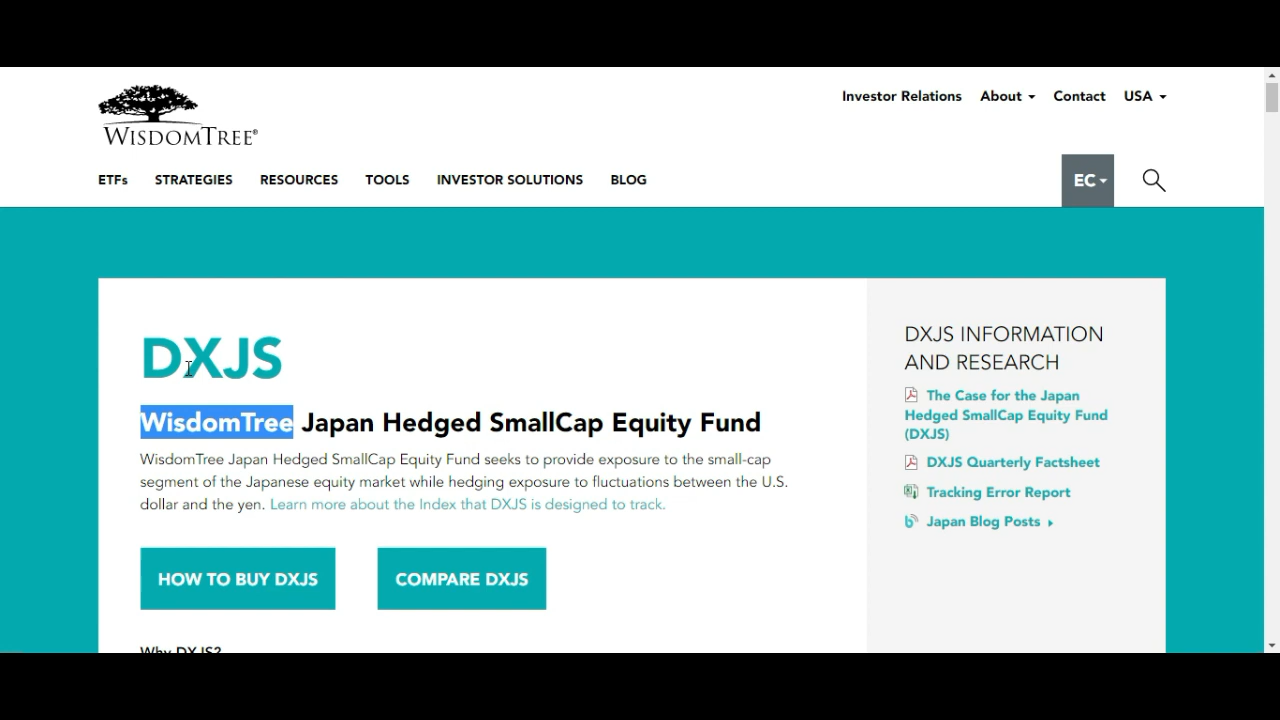 WISDOMTREE®
Investor Relations About Contact USA
ETFs STRATEGIES RESOURCES TOOLS INVESTOR SOLUTIONS BLOG
EC
DXJS
WisdomTree Japan Hedged SmallCap Equity Fund
WisdomTree Japan Hedged SmallCap Equity Fund seeks to provide exposure to the small-cap
segment of the Japanese equity market while hedging exposure to fluctuations between the U.S.
dollar and the yen. Learn more about the Index that DXJS is designed to track.
HOW TO BUY DXJS
COMPARE DXJS
Why DXJS?
DXJS INFORMATION
AND RESEARCH
The Case for the Japan
Hedged SmallCap Equity Fund
(DXJS)
DXJS Quarterly Factsheet
Tracking Error Report
Japan Blog Posts